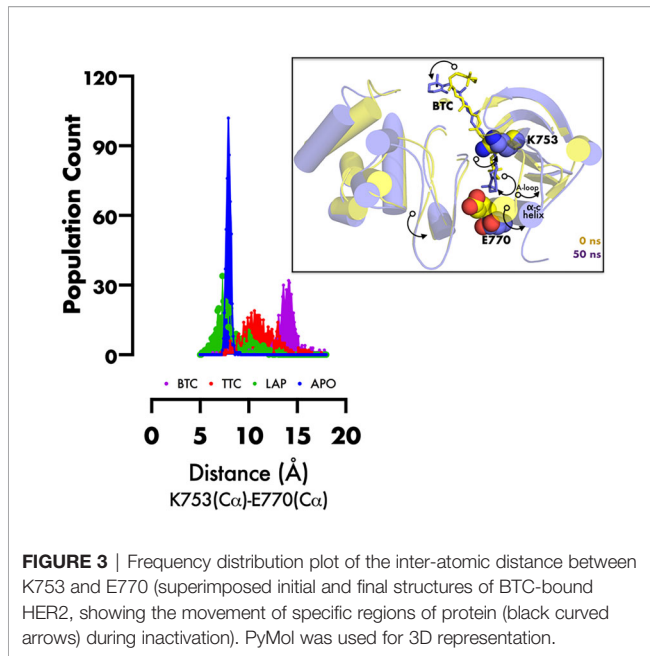 120
90
60
30
0
Population Count
BTC
K753
A-loop
α-c
helix
E770
0 ns
50 ns
• BTC • TTC • LAP • APO
0 5 10 15 20
Distance (Å)
K753(Cα)-E770(Cα)
FIGURE 3 | Frequency distribution plot of the inter-atomic distance between
K753 and E770 (superimposed initial and final structures of BTC-bound
HER2, showing the movement of specific regions of protein (black curved
arrows) during inactivation). PyMol was used for 3D representation.